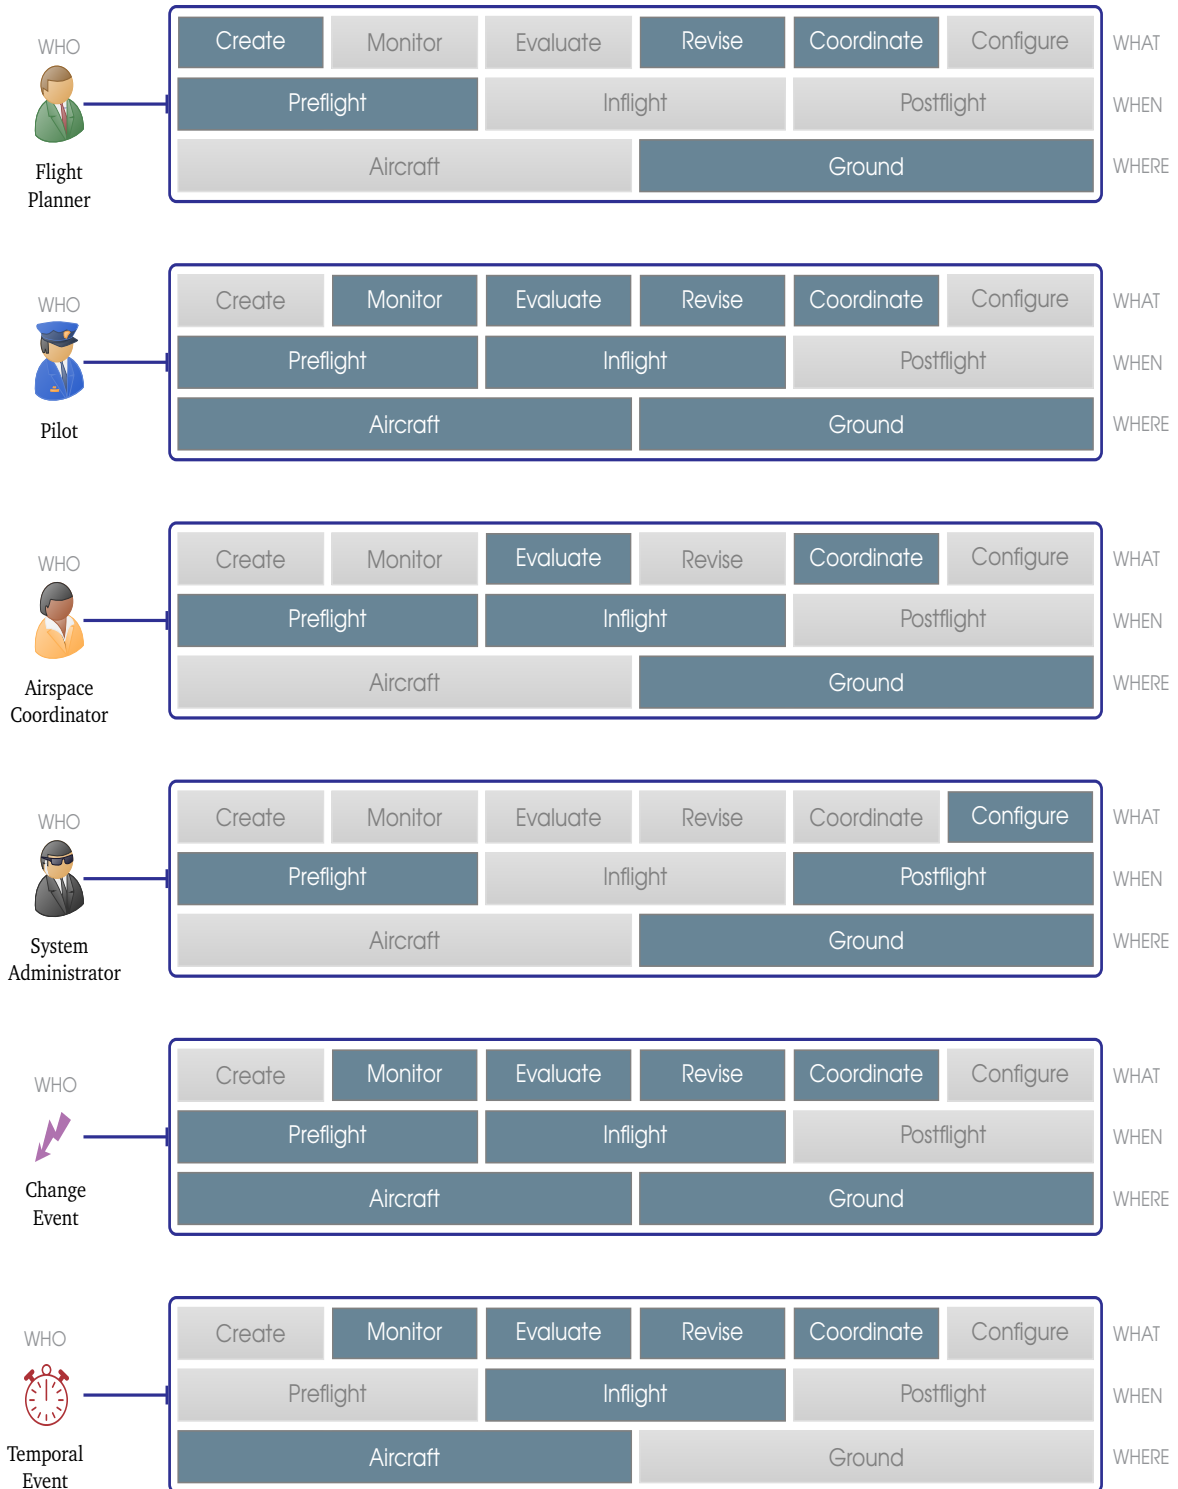 WHO
Create Monitor Evaluate Revise Coordinate Configure WHAT
Preflight Inflight Postflight WHEN
Aircraft Ground WHERE
Flight
Planner
WHO
Create Monitor Evaluate Revise Coordinate Configure WHAT
Preflight Inflight Postflight WHEN
Aircraft Ground WHERE
Pilot
WHO
Create Monitor Evaluate Revise Coordinate Configure WHAT
Preflight Inflight Postflight WHEN
Aircraft Ground WHERE
Airspace
Coordinator
WHO
Create Monitor Evaluate Revise Coordinate Configure WHAT
Preflight Inflight Postflight WHEN
Aircraft Ground WHERE
System
Administrator
WHO
Create Monitor Evaluate Revise Coordinate Configure WHAT
Preflight Inflight Postflight WHEN
Aircraft Ground WHERE
Change
Event
WHO
Create Monitor Evaluate Revise Coordinate Configure WHAT
Preflight Inflight Postflight WHEN
Aircraft Ground WHERE
Temporal
Event